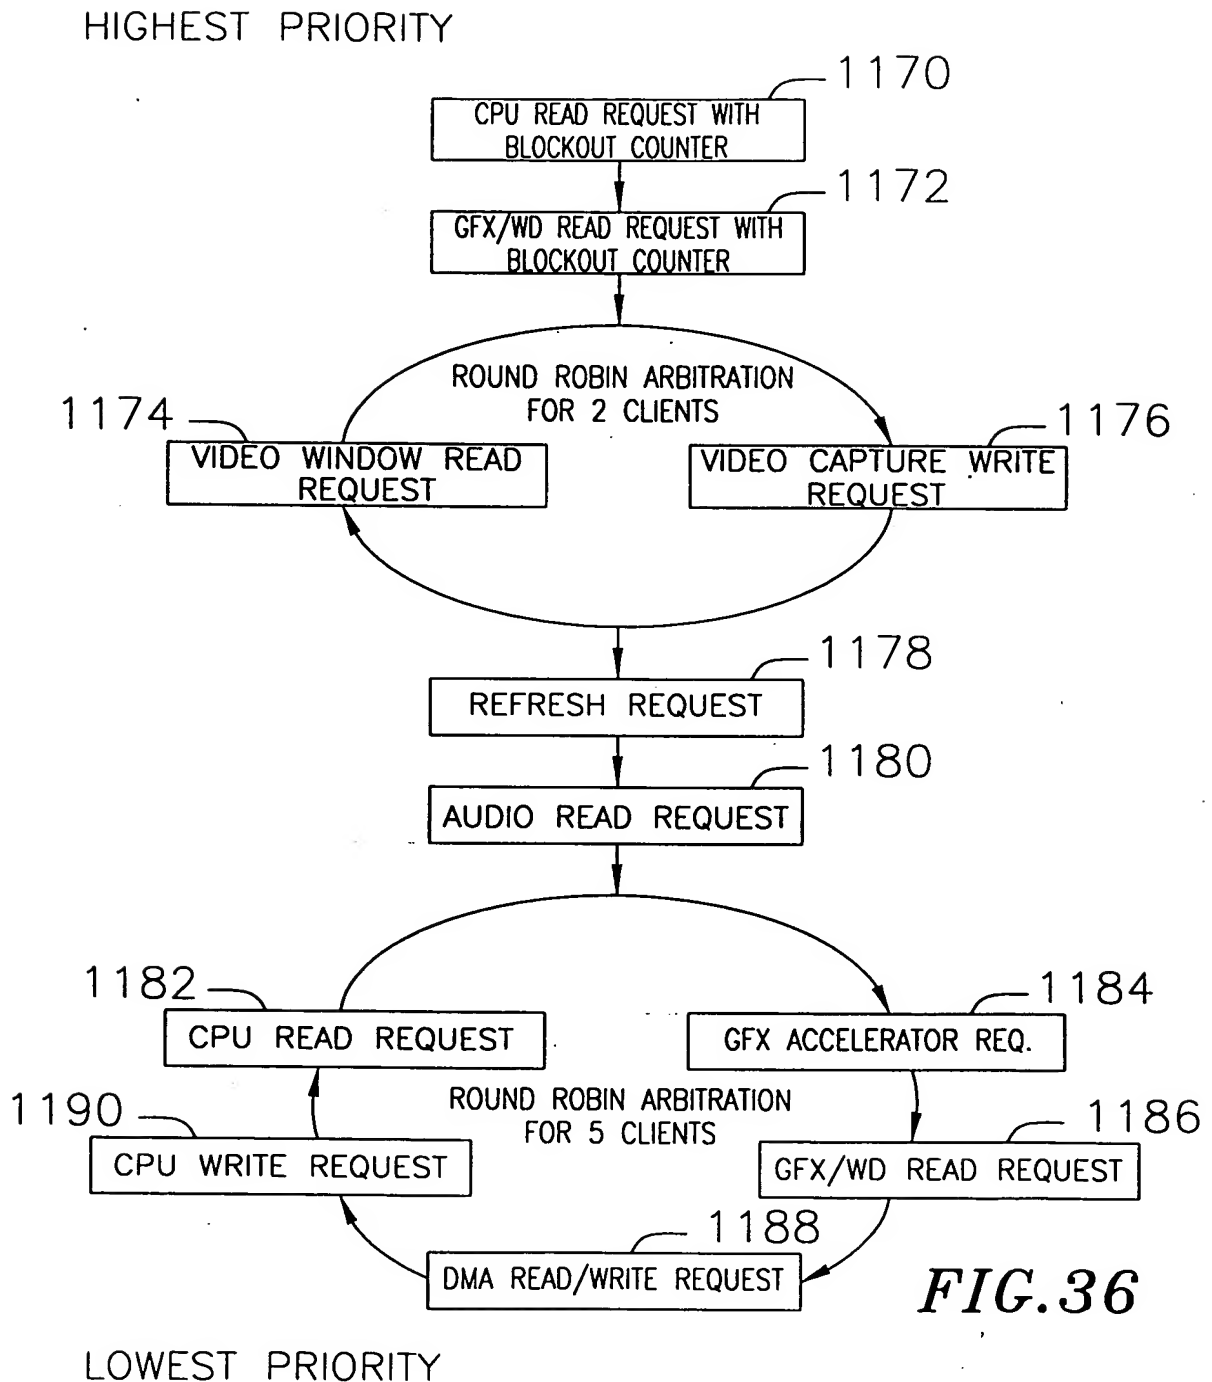 HIGHEST PRIORITY
1170
CPU READ REQUEST WITH
BLOCKOUT COUNTER
1172
GFX/WD READ REQUEST WITH
BLOCKOUT COUNTER
ROUND ROBIN ARBITRATION
FOR 2 CLIENTS
1174
VIDEO WINDOW READ
REQUEST
1176
VIDEO CAPTURE WRITE
REQUEST
1178
REFRESH REQUEST
1180
AUDIO READ REQUEST
1182
CPU READ REQUEST
1184
GFX ACCELERATOR REQ.
ROUND ROBIN ARBITRATION
FOR 5 CLIENTS
1190
CPU WRITE REQUEST
1186
GFX/WD READ REQUEST
1188
DMA READ/WRITE REQUEST
FIG.36
LOWEST PRIORITY